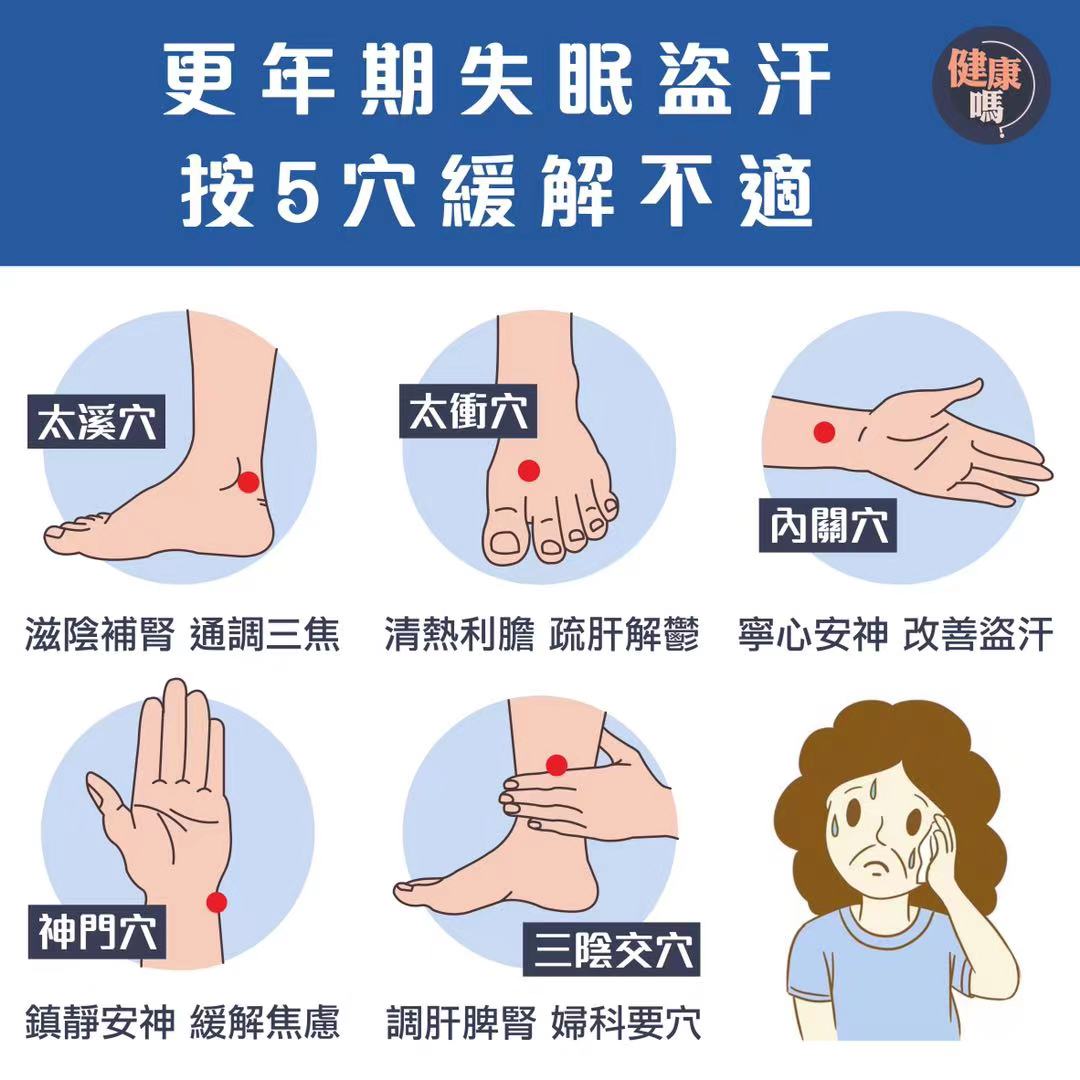 更年期失眠盜汗
按5穴緩解不適
健康
嗎
太溪穴
滋陰補腎 通調三焦
太衝穴
清熱利膽 疏肝解鬱
內關穴
寧心安神 改善盜汗
神門穴
鎮靜安神 緩解焦慮
三陰交穴
調肝脾腎 婦科要穴